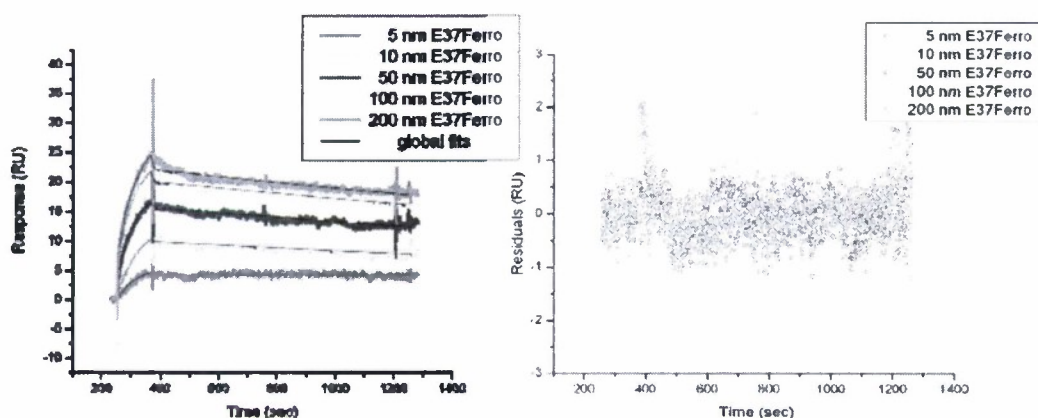 5 nm E37Ferro
10 nm E37Ferro
50 nm E37Ferro
100 nm E37Ferro
200 nm E37Ferro
global fits
Response (RU)
40
35
30
25
20
15
10
5
0
-5
-10
200
400
600
800
1000
1200
1400
Time (sec)
5 nm E37Ferro
10 nm E37Ferro
50 nm E37Ferro
100 nm E37Ferro
200 nm E37Ferro
Residuals (RU)
3
2
1
0
-1
-2
-3
200
400
600
800
1000
1200
1400
Time (sec)